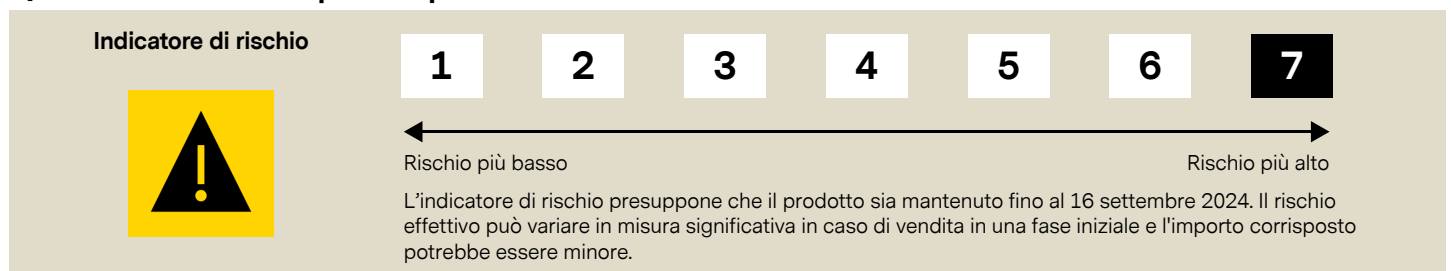 Indicatore di rischio
1 2 3 4 5 6 7
Rischio più basso Rischio più alto
L'indicatore di rischio presuppone che il prodotto sia mantenuto fino al 16 settembre 2024. Il rischio
effettivo può variare in misura significativa in caso di vendita in una fase iniziale e l'importo corrisposto
potrebbe essere minore.